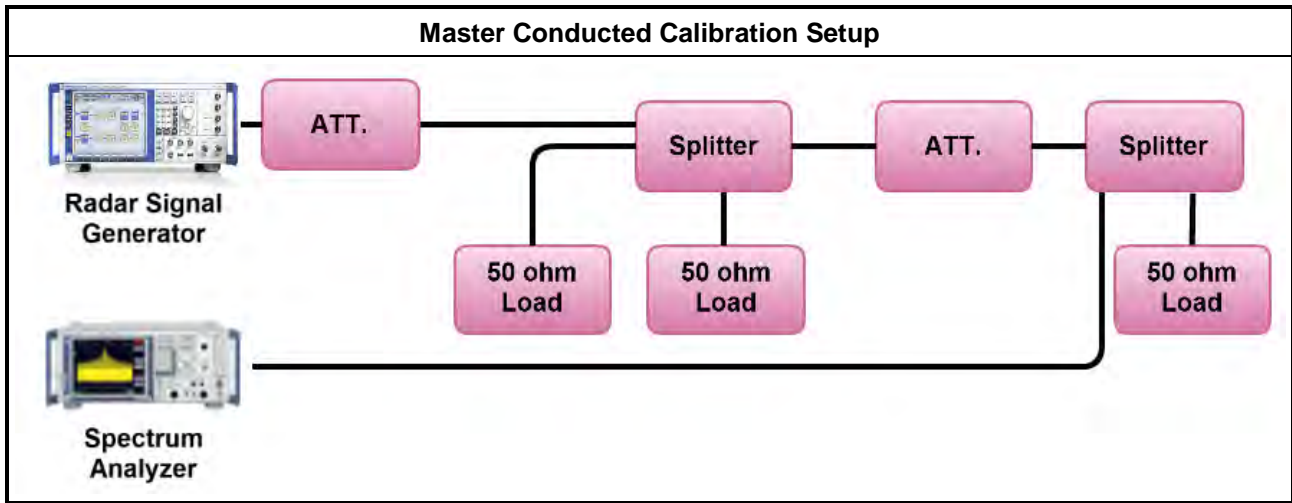 Master Conducted Calibration Setup
ATT.
Splitter
ATT.
Splitter
Radar Signal
Generator
50 ohm
Load
50 ohm
Load
50 ohm
Load
Spectrum
Analyzer